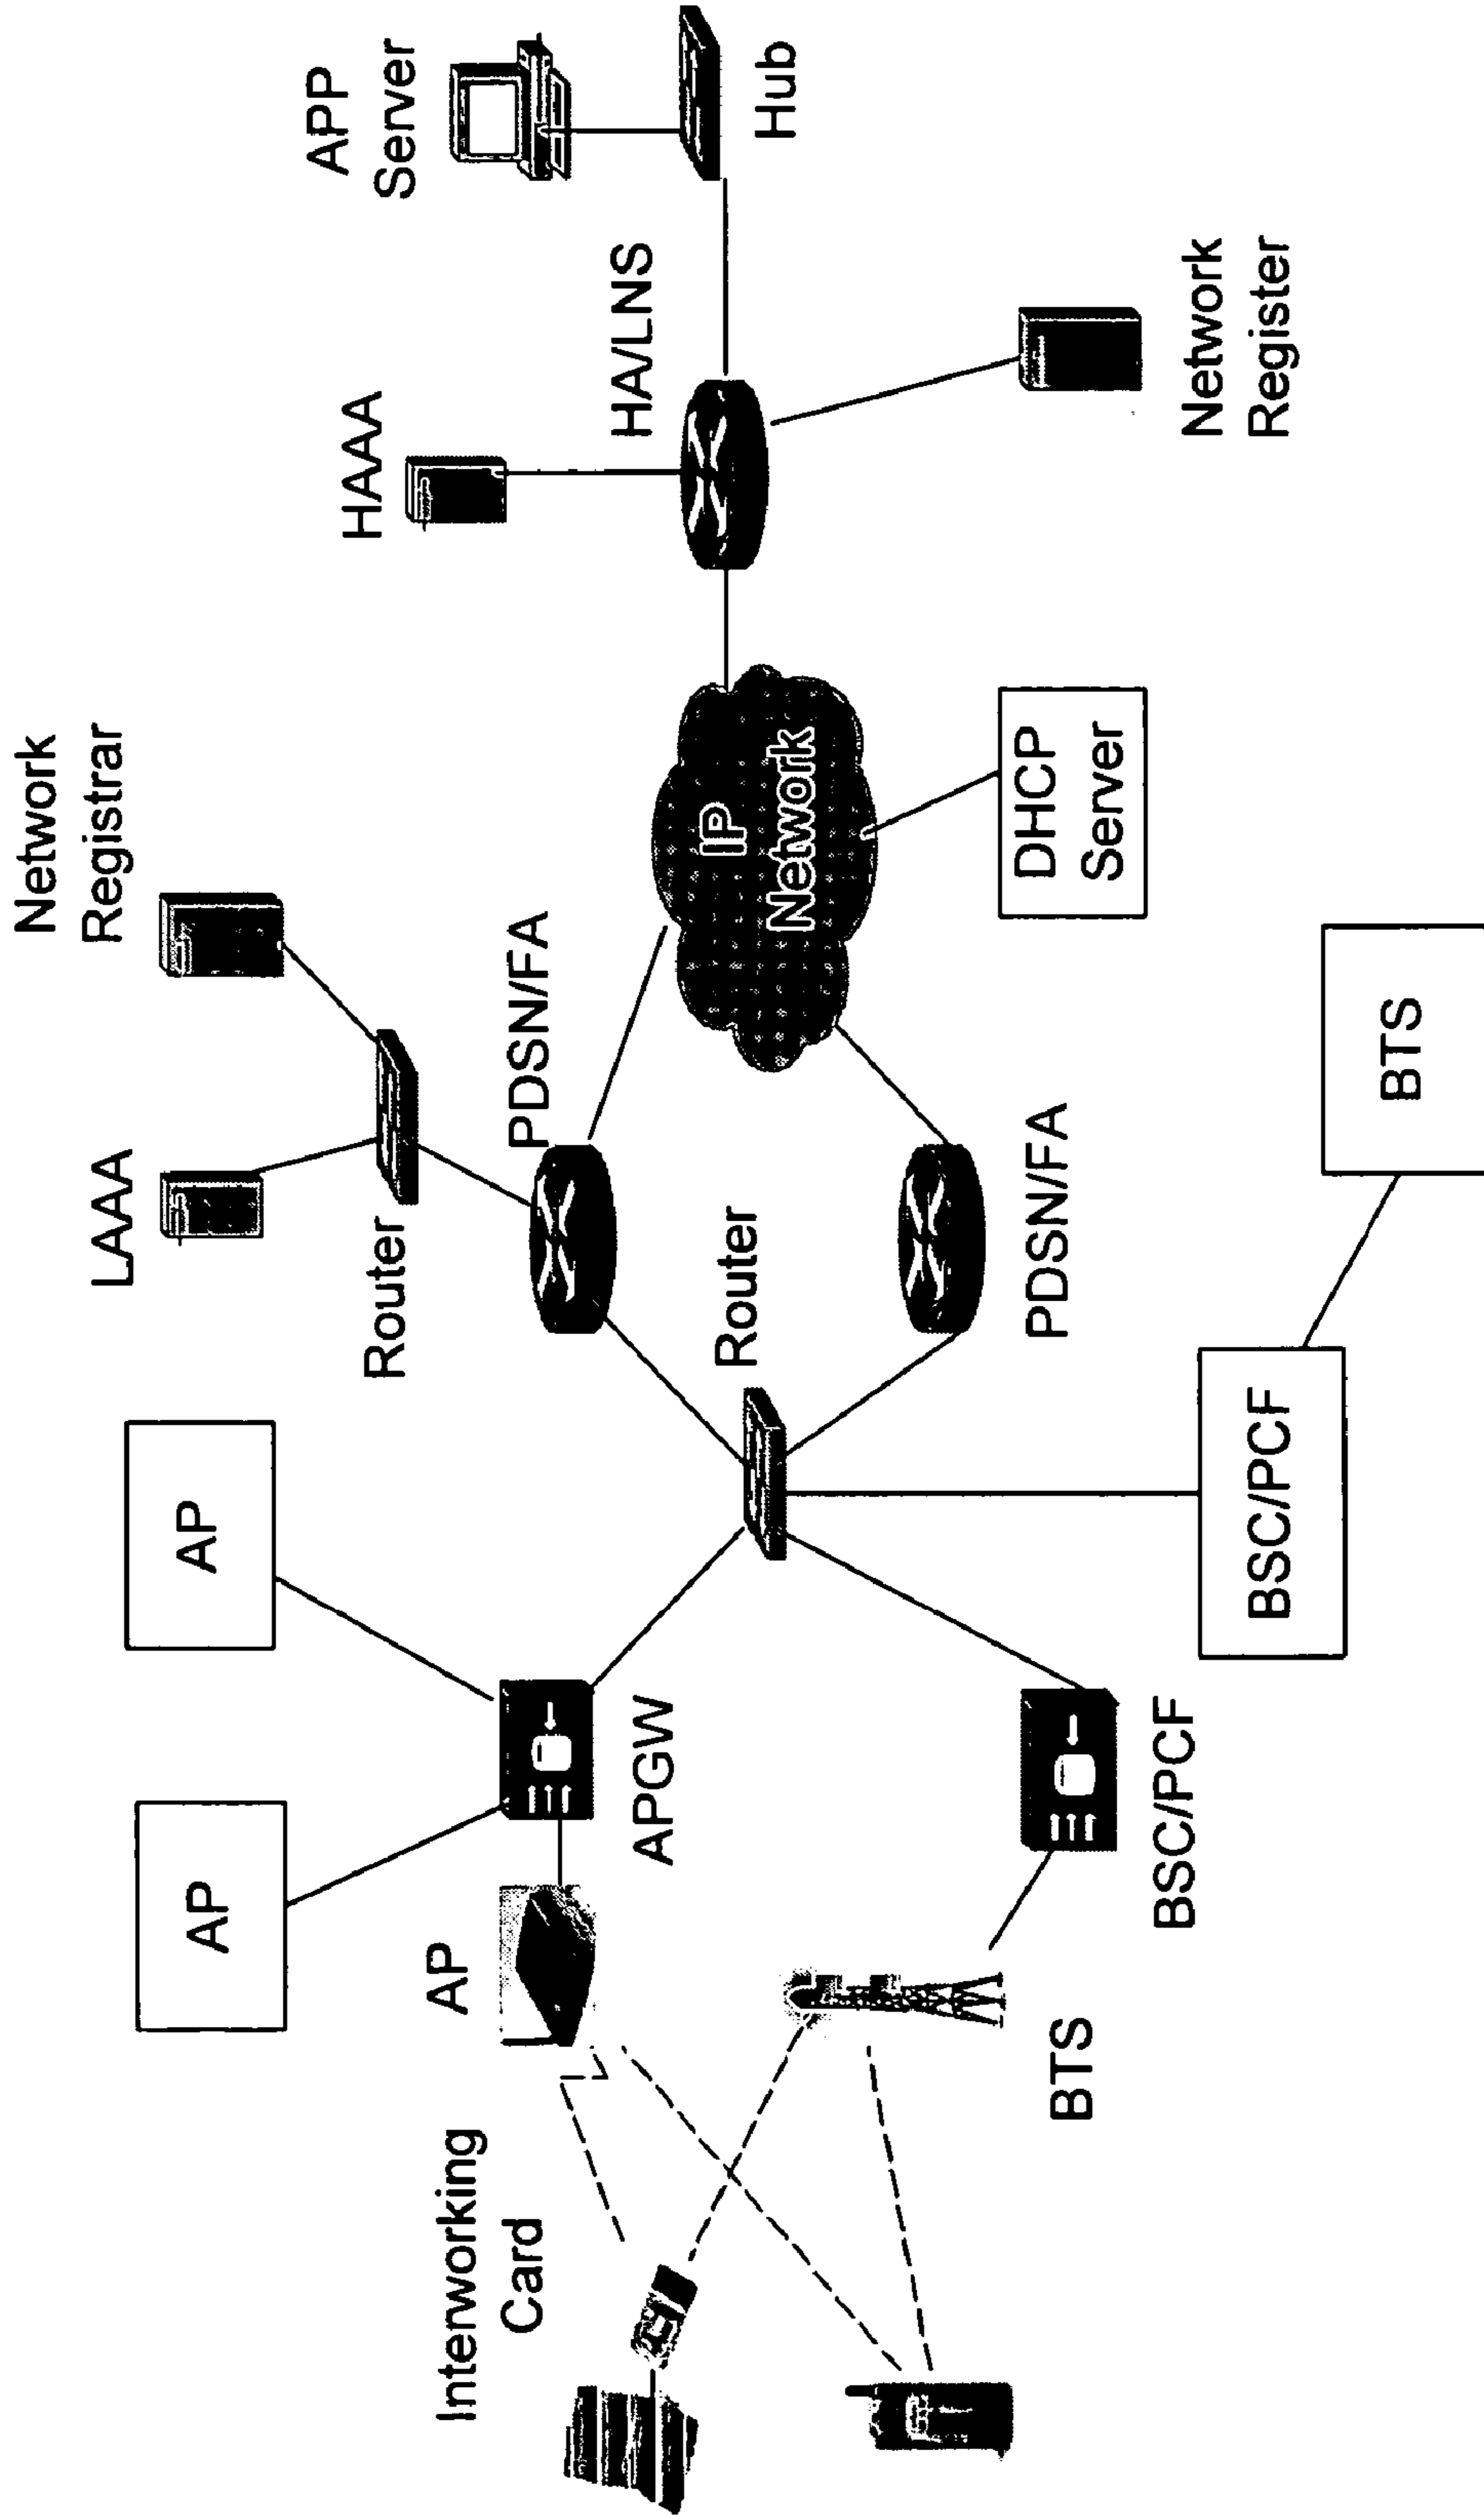 Interworking
Card
AP
AP
AP
APGW
BTS
BSC/PCF
BSC/PCF
BTS
Router
LAAA
Router
Network
Registrar
PDSN/FA
PDSN/FA
IP
Network
DHCP
Server
HAAA
HA/LNS
Network
Register
APP
Server
Hub